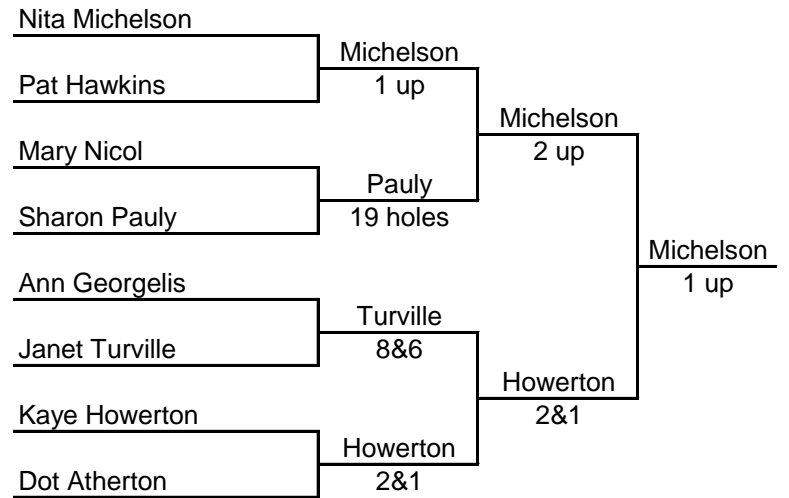 Nita Michelson
Michelson
Pat Hawkins
1 up
Michelson
Mary Nicol
2 up
Pauly
Sharon Pauly
19 holes
Michelson
Ann Georgelis
1 up
Turville
Janet Turville
8&6
Howerton
Kaye Howerton
2&1
Howerton
Dot Atherton
2&1